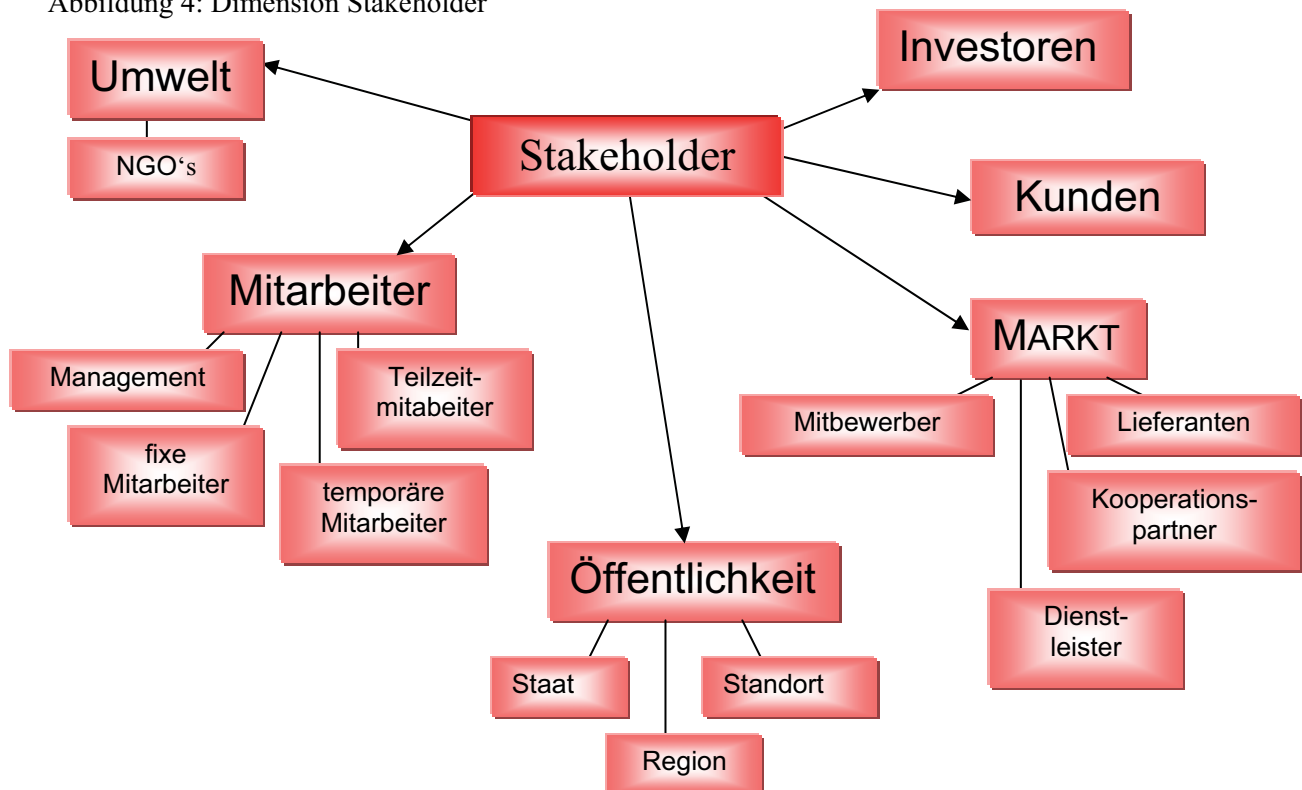 Abbildung 4: Dimension Stakeholder
Umwelt
NGO‘s
Investoren
Stakeholder
Kunden
Mitarbeiter
Management
Teilzeit-
mitabeiter
fixe
Mitarbeiter
temporäre
Mitarbeiter
MARKT
Mitbewerber
Lieferanten
Kooperations-
partner
Dienst-
leister
Öffentlichkeit
Staat
Standort
Region